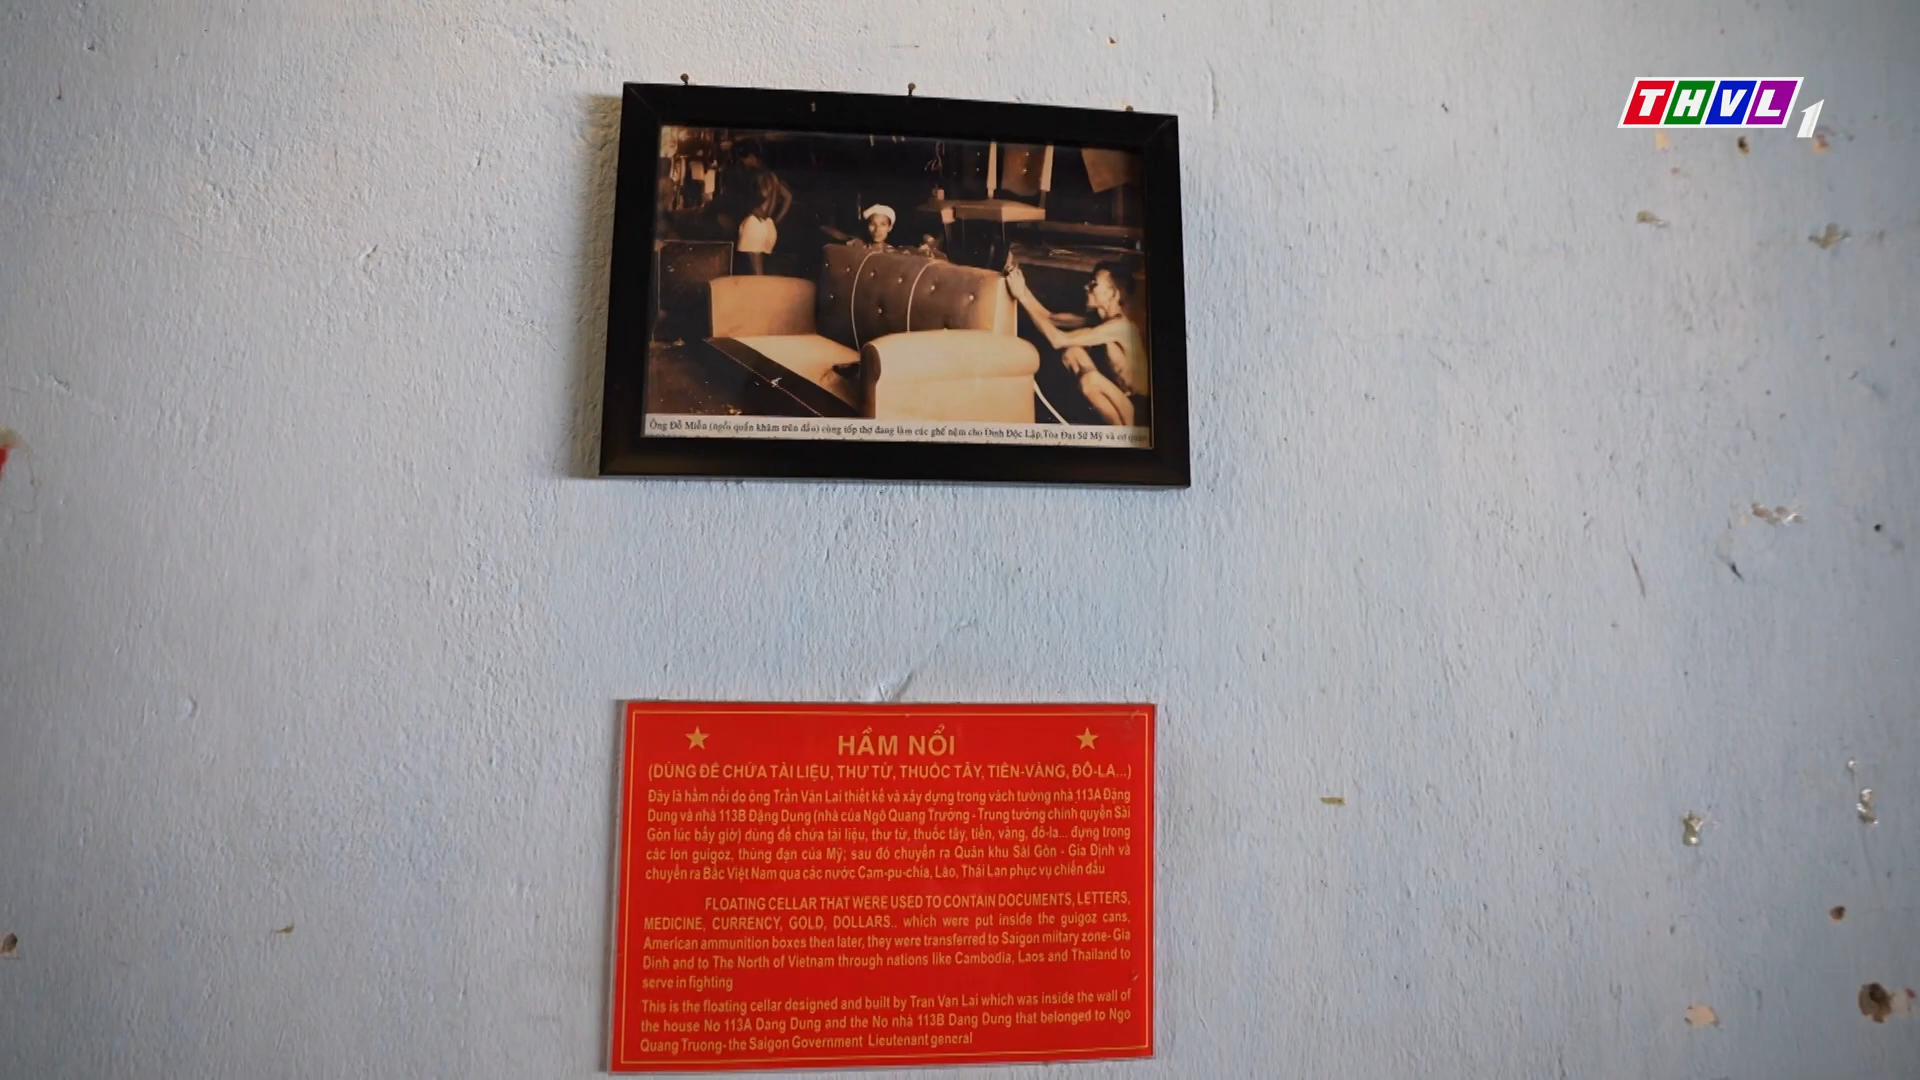 THVL 1
Ông Đỗ Miễn (ngồi quấn khăn trên đầu) cùng tốp thợ đang làm các ghế nệm cho Dinh Độc Lập, Tòa Đại Sứ Mỹ và cơ quan
HẦM NỔI
(DÙNG ĐỂ CHỨA TÀI LIỆU, THƯ TỪ, THUỐC TÂY, TIỀN-VÀNG, ĐÔ-LA...)
Đây là hầm nổi do ông Trần Văn Lai thiết kế và xây dựng trong vách tường nhà 113A Đặng
Dung và nhà 113B Đặng Dung (nhà của Ngô Quang Trưởng - Trung tướng chính quyền Sài
Gòn lúc bấy giờ) dùng để chứa tài liệu, thư từ, thuốc tây, tiền, vàng, đô-la... đựng trong
các lon guigoz, thùng đạn của Mỹ; sau đó chuyển ra Quân khu Sài Gòn - Gia Định và
chuyển ra Bắc Việt Nam qua các nước Cam-pu-chia, Lào, Thái Lan phục vụ chiến đấu
FLOATING CELLAR THAT WERE USED TO CONTAIN DOCUMENTS, LETTERS,
MEDICINE, CURRENCY, GOLD, DOLLARS.. which were put inside the guigoz cans,
American ammunition boxes then later, they were transferred to Saigon miitary zone- Gia
Dinh and to The North of Vietnam through nations like Cambodia, Laos and Thailand to
serve in fighting
This is the floating cellar designed and built by Tran Van Lai which was inside the wall of
the house No 113A Dang Dung and the No nhà 113B Dang Dung that belonged to Ngo
Quang Truong- the Saigon Government Lieutenant general